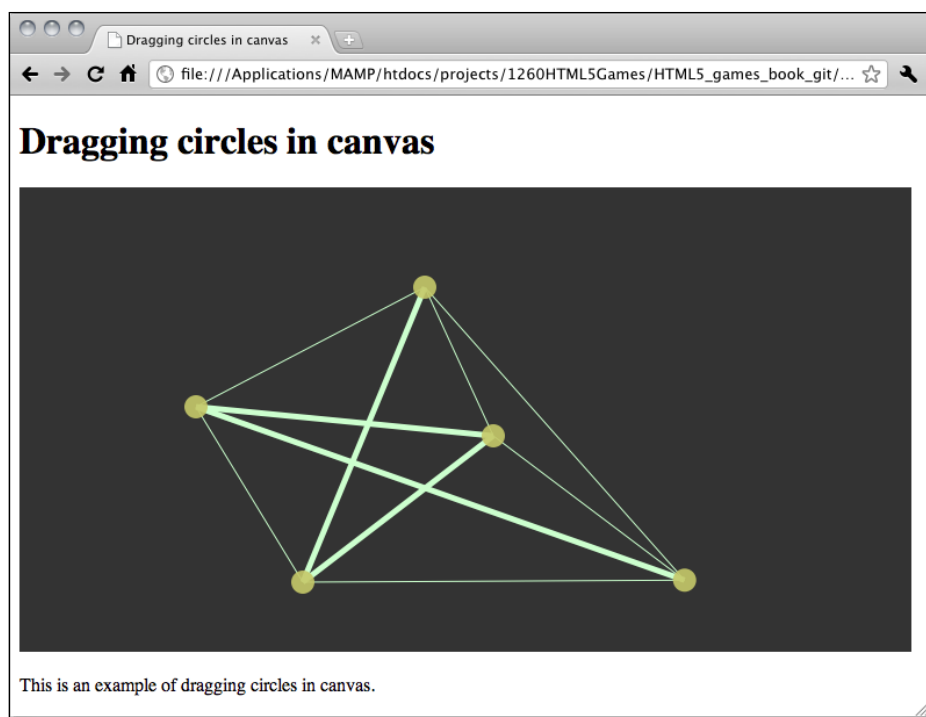 Dragging circles in canvas
file:///Applications/MAMP/htdocs/projects/1260HTML5Games/HTML5_games_book_git/...
Dragging circles in canvas
This is an example of dragging circles in canvas.